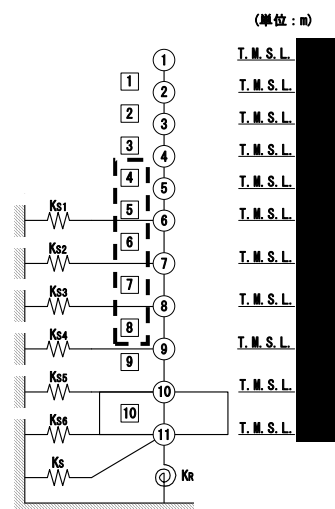 (単位：m)
① T.M.S.L.
1
② T.M.S.L.
2
③ T.M.S.L.
3
④ T.M.S.L.
4
⑤ T.M.S.L.
5
KS1 ⑥ T.M.S.L.
6
KS2 ⑦ T.M.S.L.
7
KS3 ⑧ T.M.S.L.
8
KS4 ⑨ T.M.S.L.
9
KS5 ⑩ T.M.S.L.
10
KS6 ⑪ T.M.S.L.
KS KR